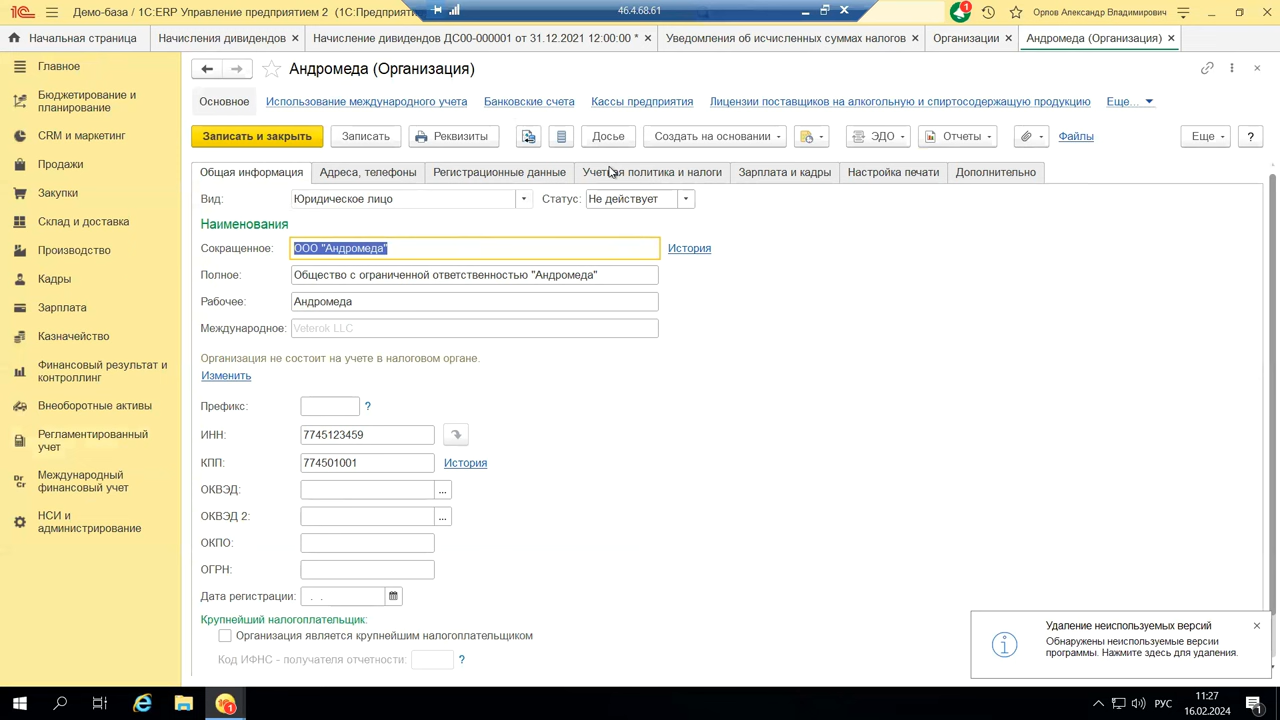 Демо-база / 1С:ERP Управление предприятием 2 (1С:Предприяти
46.4.68.61
1
Орлов Александр Владимирович
Начальная страница
Начисления дивидендов
Начисление дивидендов ДС00-000001 от 31.12.2021 12:00:00 *
Уведомления об исчисленных суммах налогов
Организации
Андромеда (Организация)
Главное
Бюджетирование и
планирование
CRM и маркетинг
Продажи
Закупки
Склад и доставка
Производство
Кадры
Зарплата
Казначейство
Финансовый результат и
контроллинг
Внеоборотные активы
Регламентированный
учет
Международный
финансовый учет
НСИ и
администрирование
Андромеда (Организация)
Основное
Использование международного учета
Банковские счета
Кассы предприятия
Лицензии поставщиков на алкогольную и спиртосодержащую продукцию
Еще...
Записать и закрыть
Записать
Реквизиты
Досье
Создать на основании
ЭДО
Отчеты
Файлы
Еще
?
Общая информация
Адреса, телефоны
Регистрационные данные
Учетная политика и налоги
Зарплата и кадры
Настройка печати
Дополнительно
Вид: Юридическое лицо
Статус: Не действует
Наименования
Сокращенное: ООО "Андромеда" История
Полное: Общество с ограниченной ответственностью "Андромеда"
Рабочее: Андромеда
Международное: Veterok LLC
Организация не состоит на учете в налоговом органе.
Изменить
Префикс: ?
ИНН: 7745123459
КПП: 774501001 История
ОКВЭД: ...
ОКВЭД 2: ...
ОКПО:
ОГРН:
Дата регистрации: . .
Крупнейший налогоплательщик:
Организация является крупнейшим налогоплательщиком
Код ИФНС - получателя отчетности: ?
Удаление неиспользуемых версий
Обнаружены неиспользуемые версии
программы. Нажмите здесь для удаления.
РУС
11:27
16.02.2024
1